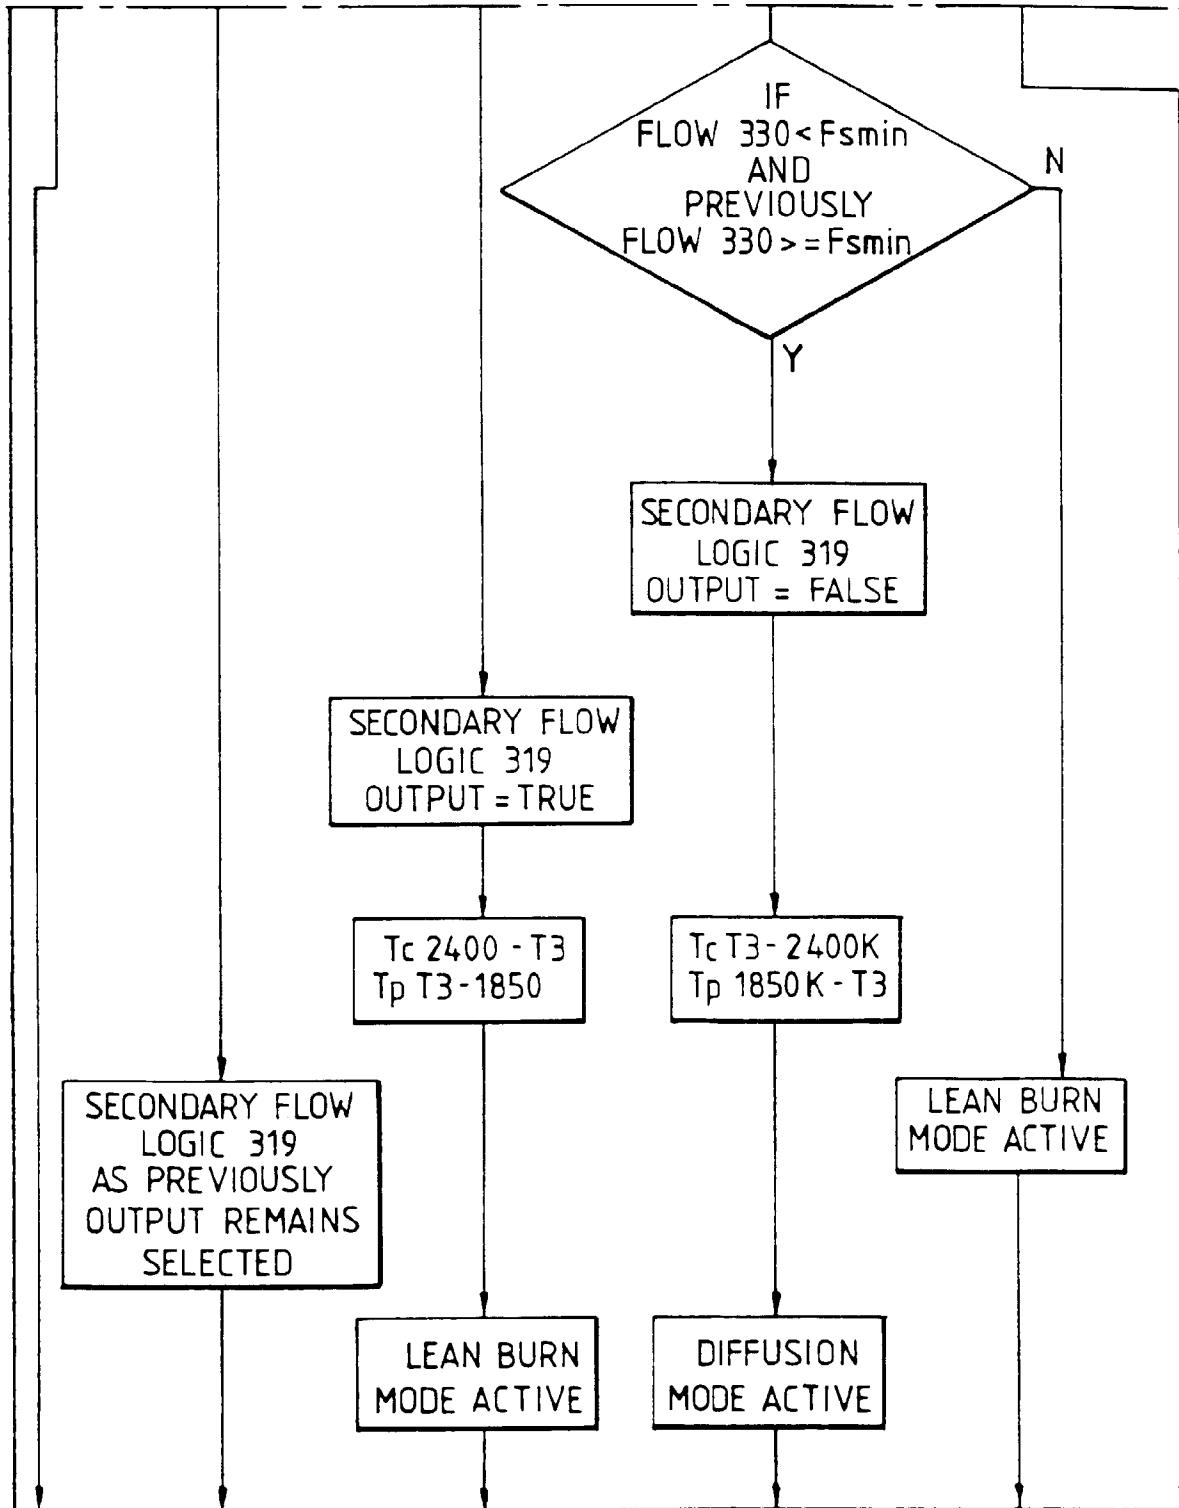 IF
FLOW 330 < Fsmin
AND
PREVIOUSLY
FLOW 330 > = Fsmin
N
Y
SECONDARY FLOW
LOGIC 319
OUTPUT = FALSE
SECONDARY FLOW
LOGIC 319
OUTPUT = TRUE
Tc 2400 - T3
Tp T3 - 1850
Tc T3 - 2400K
Tp 1850K - T3
SECONDARY FLOW
LOGIC 319
AS PREVIOUSLY
OUTPUT REMAINS
SELECTED
LEAN BURN
MODE ACTIVE
LEAN BURN
MODE ACTIVE
DIFFUSION
MODE ACTIVE